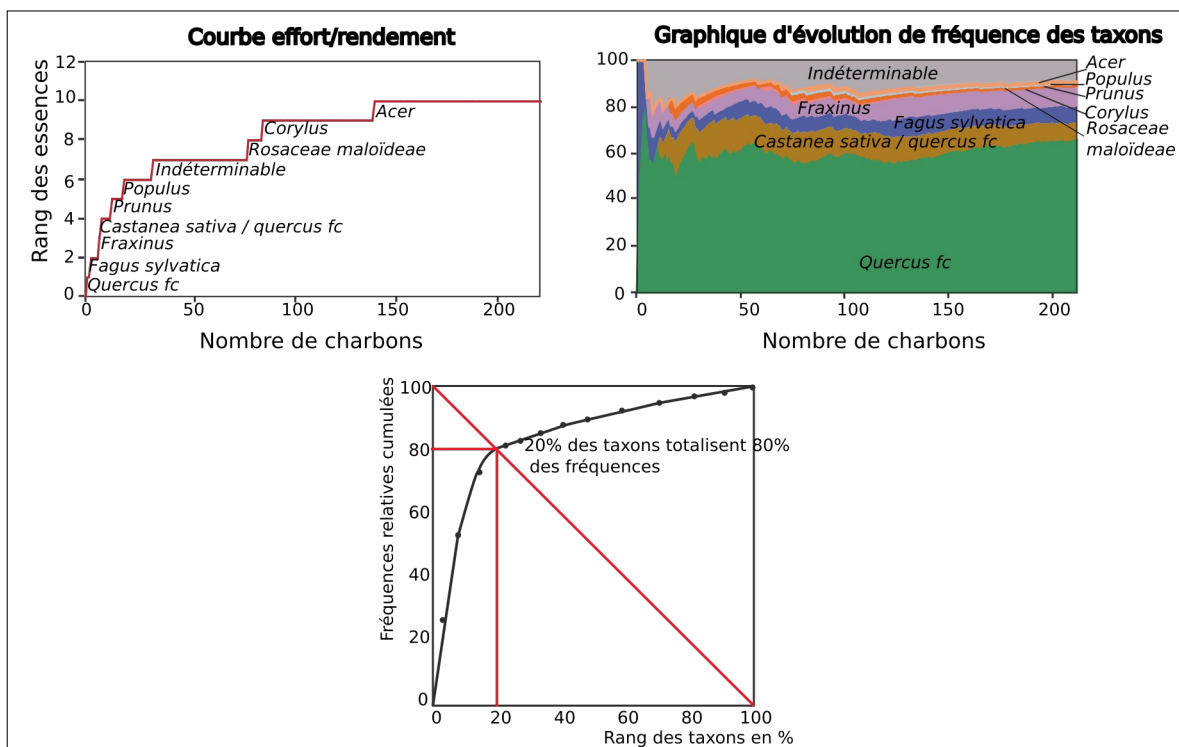 Courbe effort/rendement
12
10
8
6
4
2
0
Rang des essences
Acer
Corylus
Rosaceae maloïdeae
Indéterminable
Populus
Prunus
Castanea sativa / quercus fc
Fraxinus
Fagus sylvatica
Quercus fc
0 50 100 150 200
Nombre de charbons
Graphique d'évolution de fréquence des taxons
100
80
60
40
20
0
Indéterminable
Fraxinus
Fagus sylvatica
Castanea sativa / quercus fc
Quercus fc
Acer
Populus
Prunus
Corylus
Rosaceae
maloïdeae
0 50 100 150 200
Nombre de charbons
Fréquences relatives cumulées
100
80
60
40
20
0
20% des taxons totalisent 80%
des fréquences
0 20 40 60 80 100
Rang des taxons en %